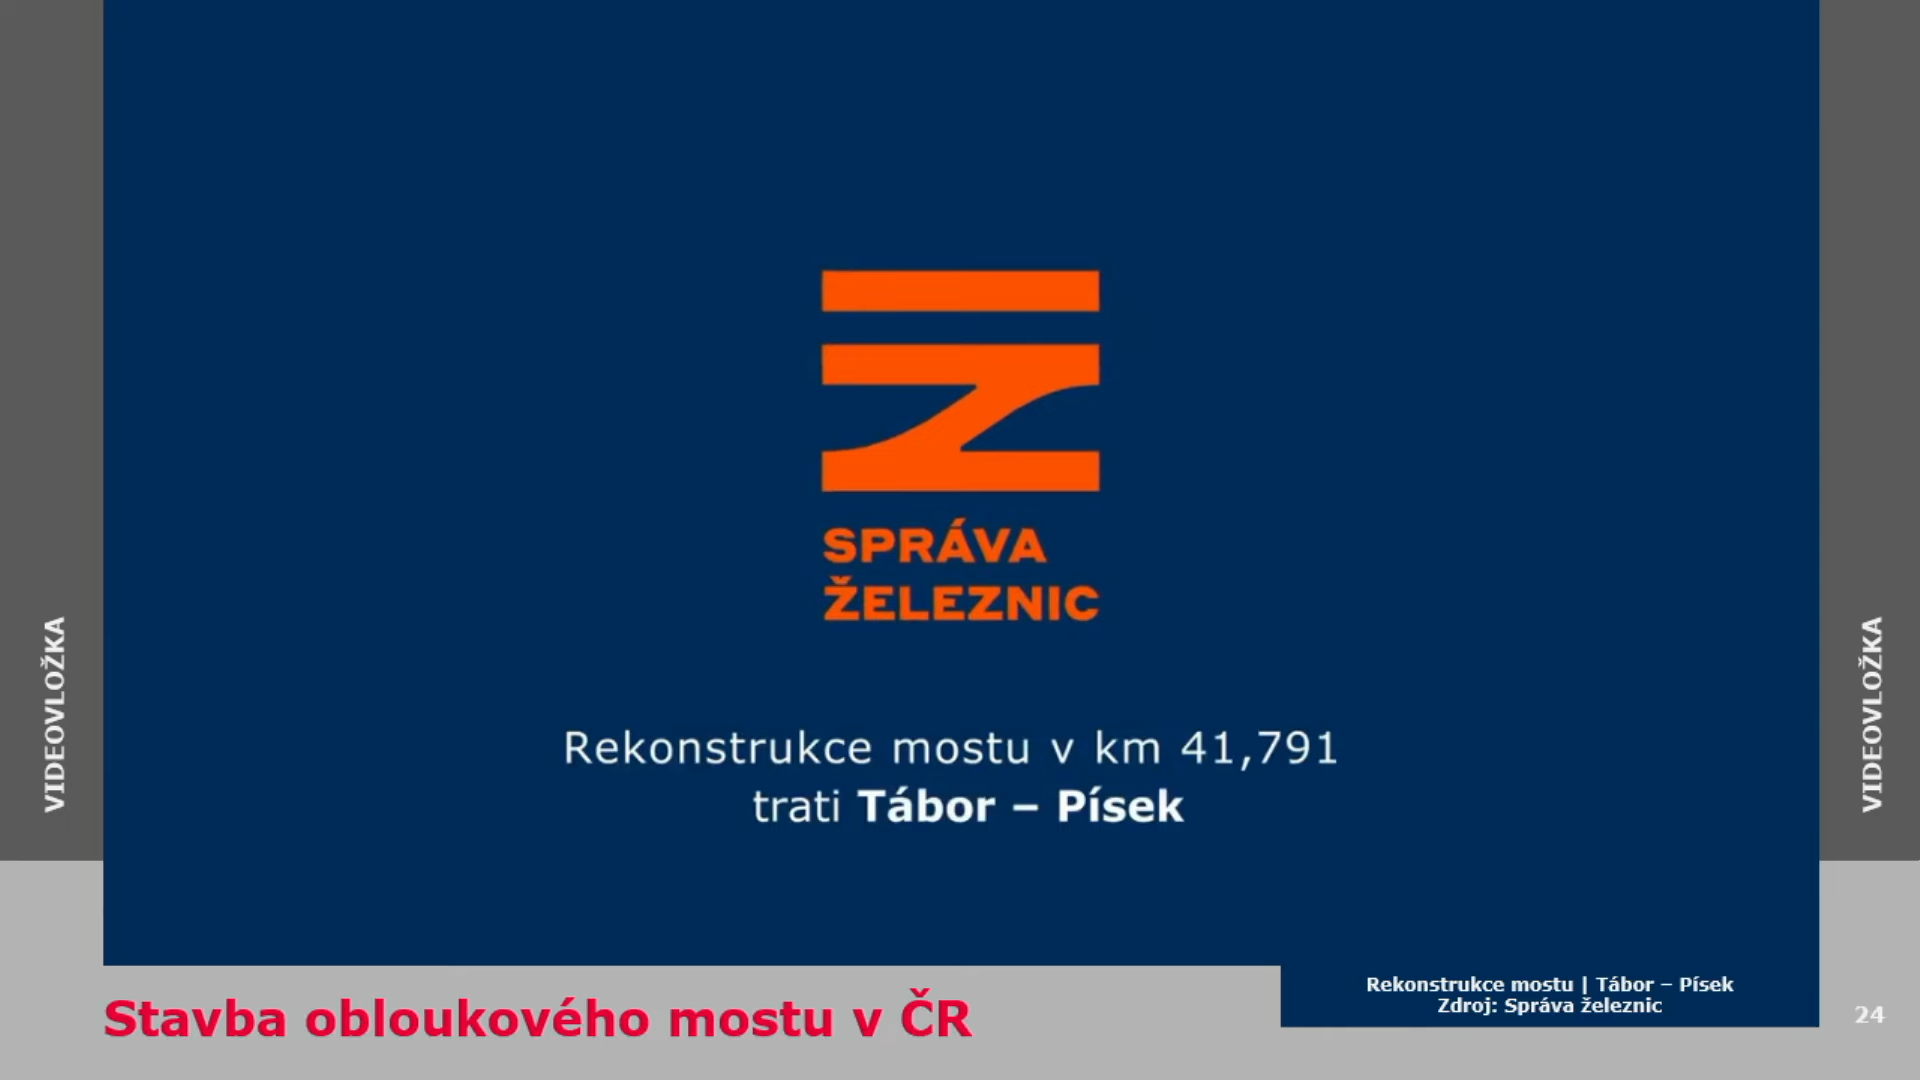 VIDEOVLOŽKA
SPRÁVA
ŽELEZNIC
Rekonstrukce mostu v km 41,791
trati Tábor – Písek
VIDEOVLOŽKA
Stavba obloukového mostu v ČR
Rekonstrukce mostu | Tábor – Písek
Zdroj: Správa železnic
24